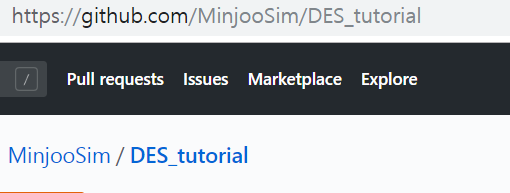 https://github.com/MinjooSim/DES_tutorial
/ Pull requests Issues Marketplace Explore
MinjooSim / DES_tutorial